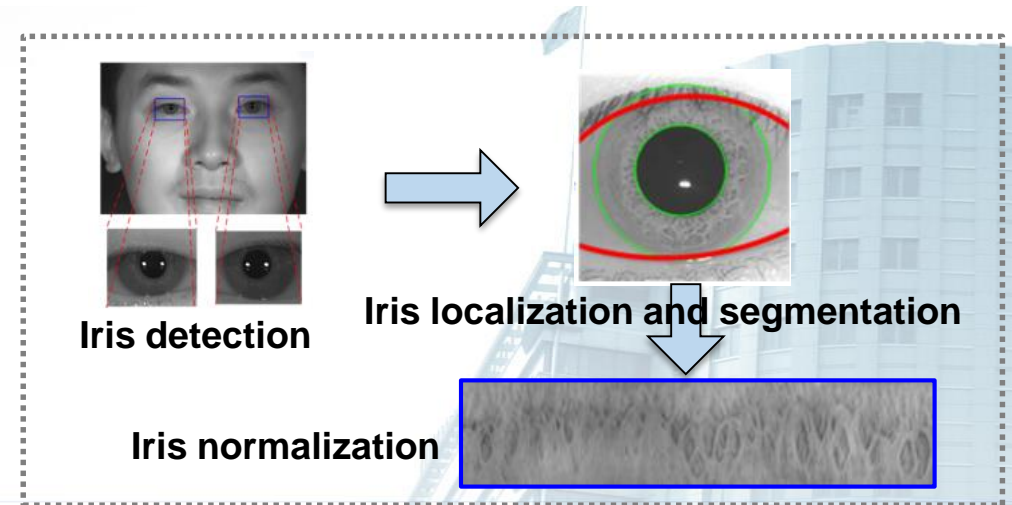 Iris detection
Iris localization and segmentation
Iris normalization